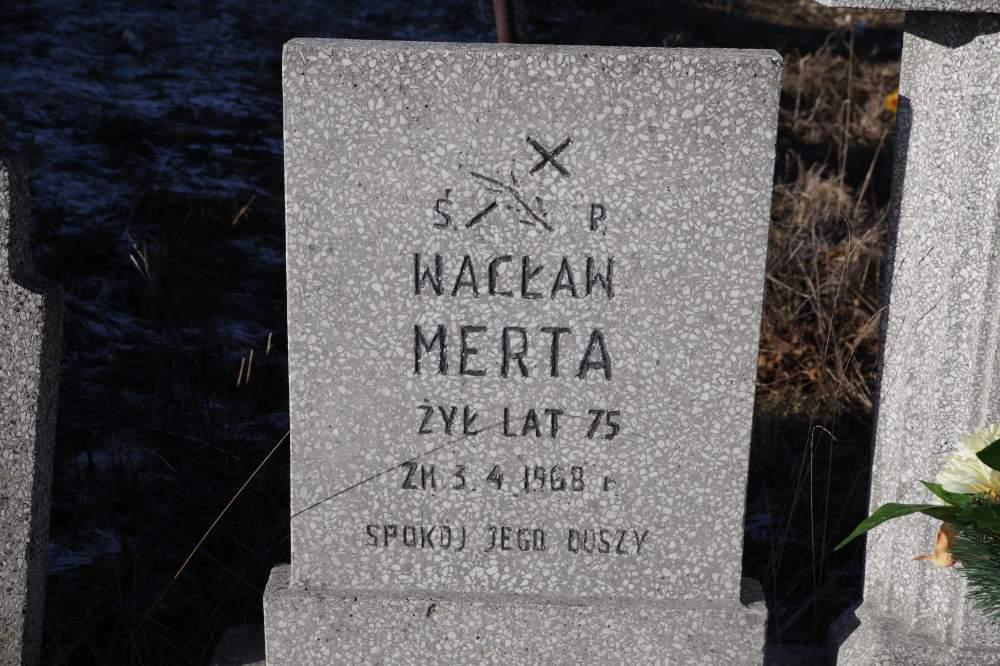 Ś. P.
WACŁAW
MERTA
ŻYŁ LAT 75
ZM 3.4.1968 r
SPOKÓJ JEGO DUSZY